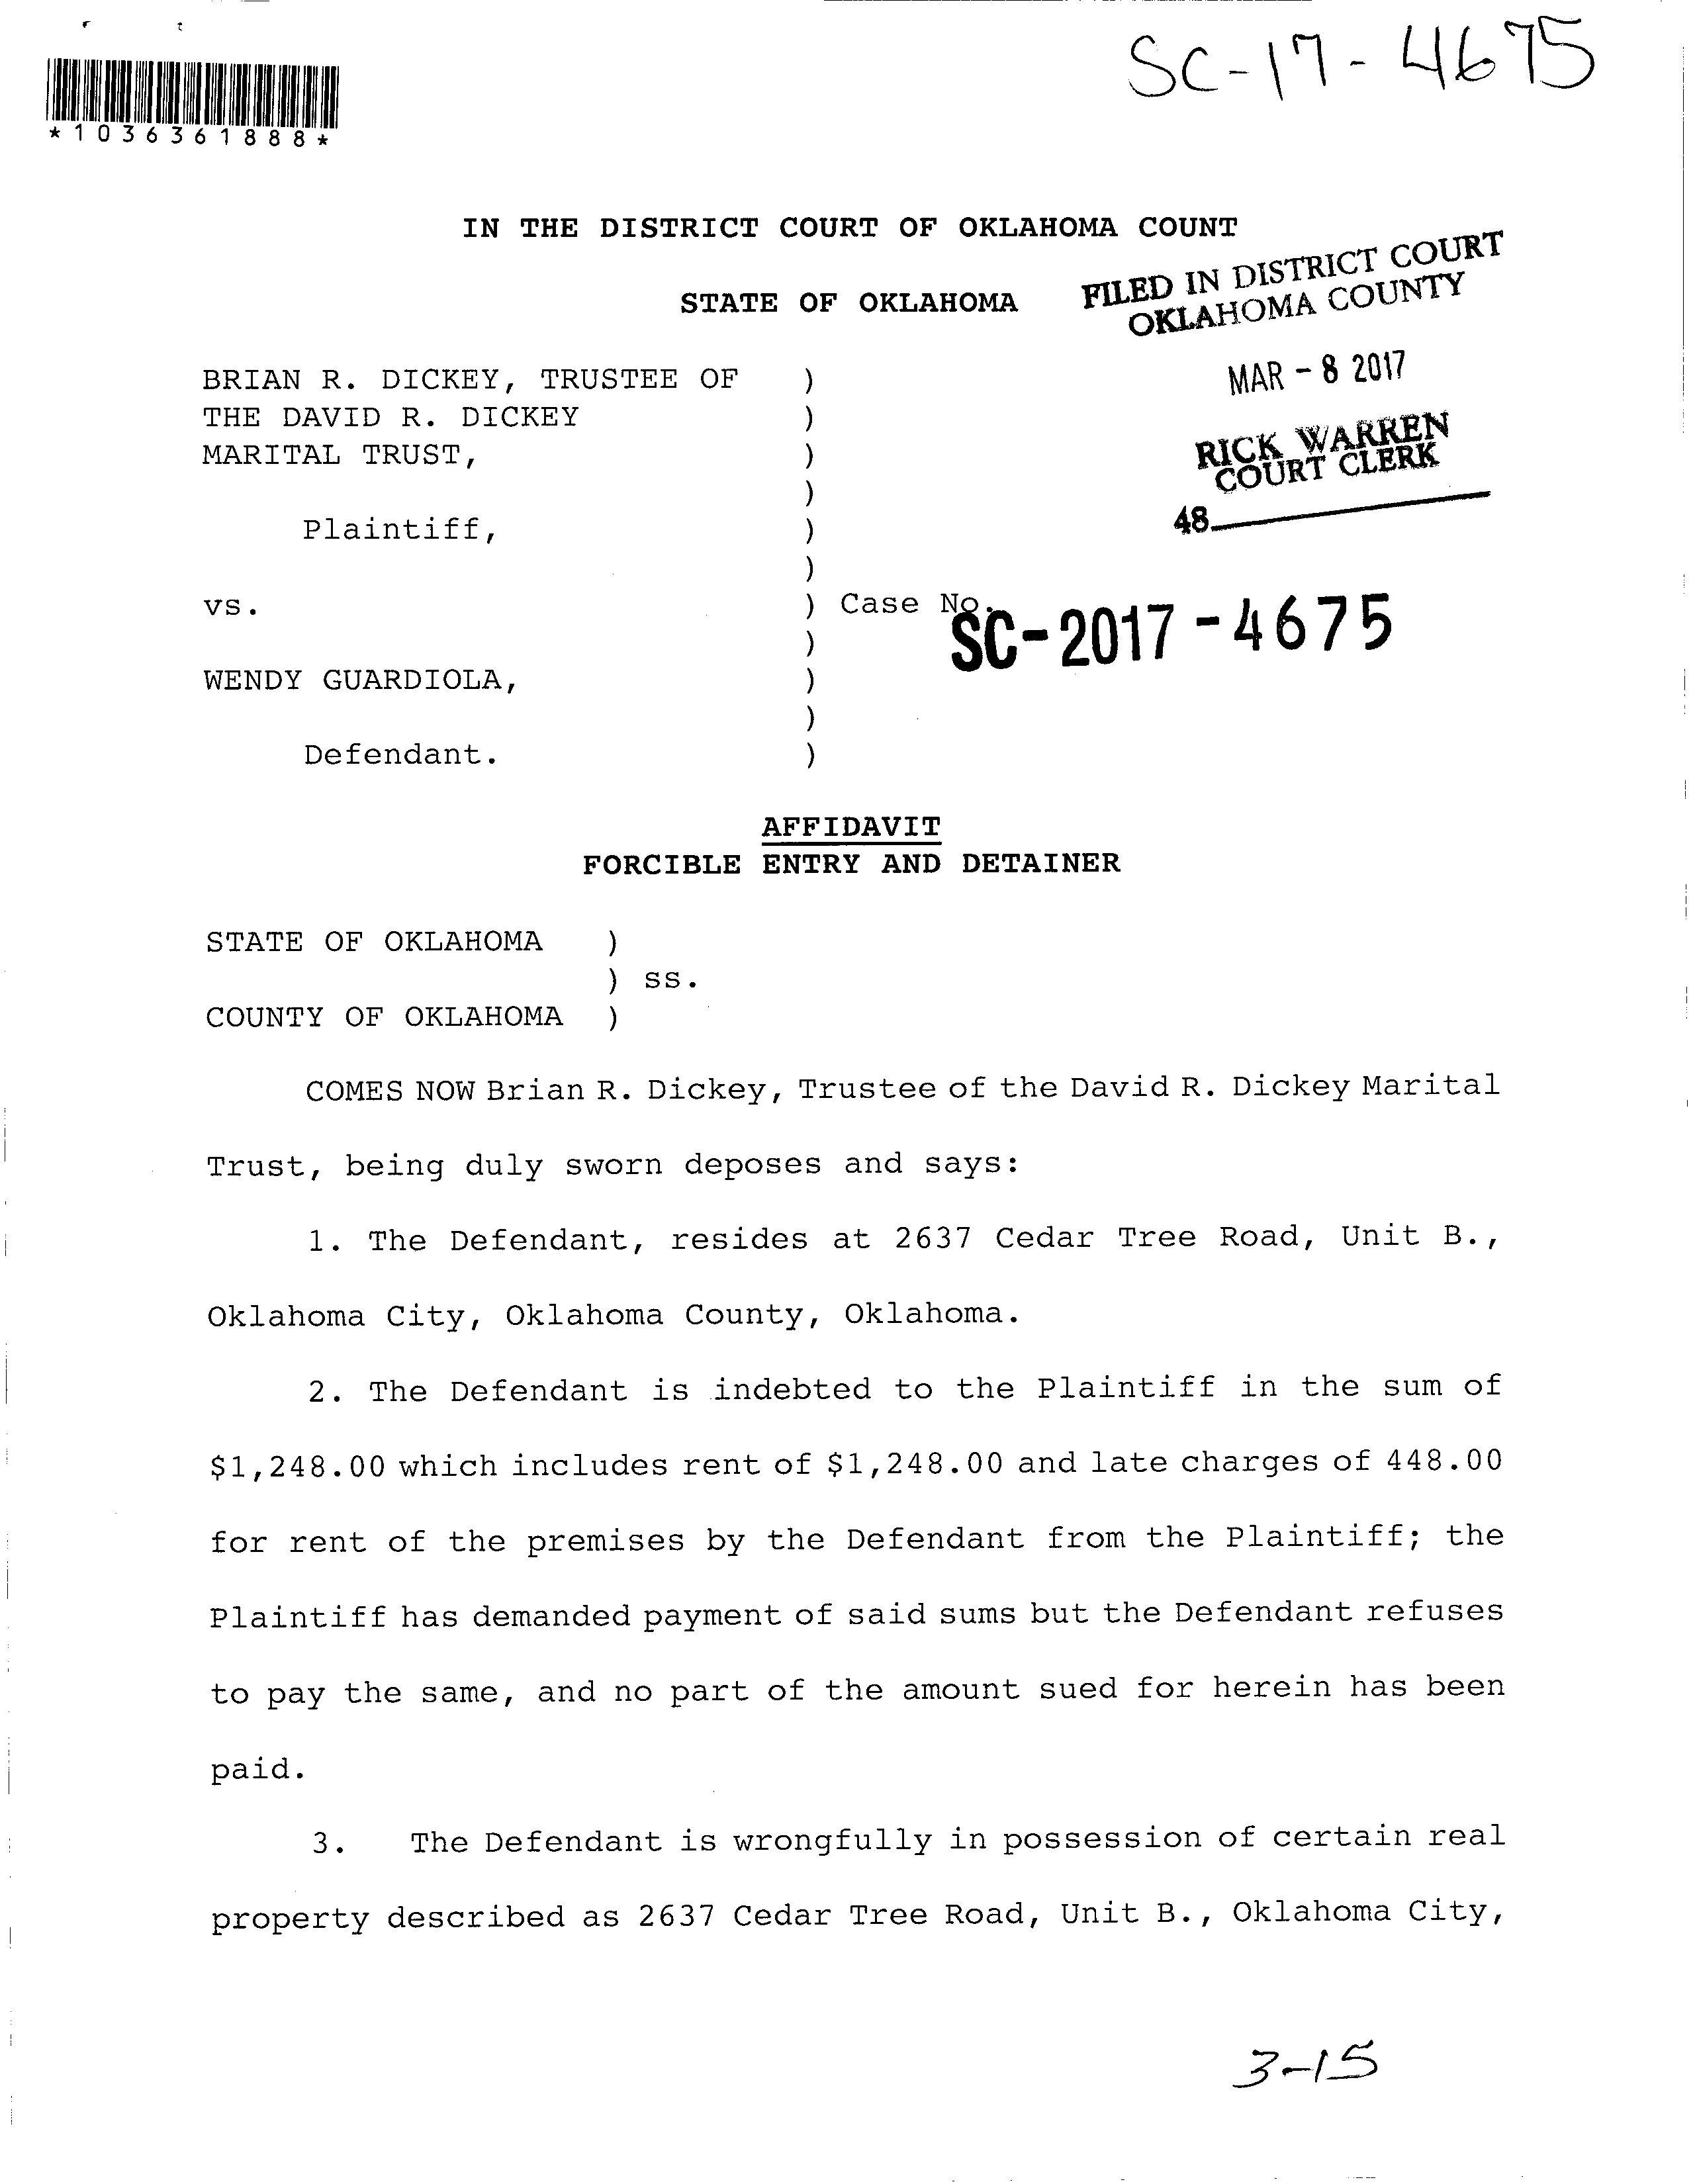 SC-17-4675
*1036361888*
IN THE DISTRICT COURT OF OKLAHOMA COUNT
STATE OF OKLAHOMA
FILED IN DISTRICT COURT
OKLAHOMA COUNTY
MAR - 8 2017
RICK WARREN
COURT CLERK
48
BRIAN R. DICKEY, TRUSTEE OF )
THE DAVID R. DICKEY )
MARITAL TRUST, )
)
Plaintiff, )
)
vs. ) Case No. SC-2017-4675
)
WENDY GUARDIOLA, )
)
Defendant. )
AFFIDAVIT
FORCIBLE ENTRY AND DETAINER
STATE OF OKLAHOMA )
) ss.
COUNTY OF OKLAHOMA )
COMES NOW Brian R. Dickey, Trustee of the David R. Dickey Marital
Trust, being duly sworn deposes and says:
1. The Defendant, resides at 2637 Cedar Tree Road, Unit B.,
Oklahoma City, Oklahoma County, Oklahoma.
2. The Defendant is indebted to the Plaintiff in the sum of
$1,248.00 which includes rent of $1,248.00 and late charges of 448.00
for rent of the premises by the Defendant from the Plaintiff; the
Plaintiff has demanded payment of said sums but the Defendant refuses
to pay the same, and no part of the amount sued for herein has been
paid.
3. The Defendant is wrongfully in possession of certain real
property described as 2637 Cedar Tree Road, Unit B., Oklahoma City,
3-15